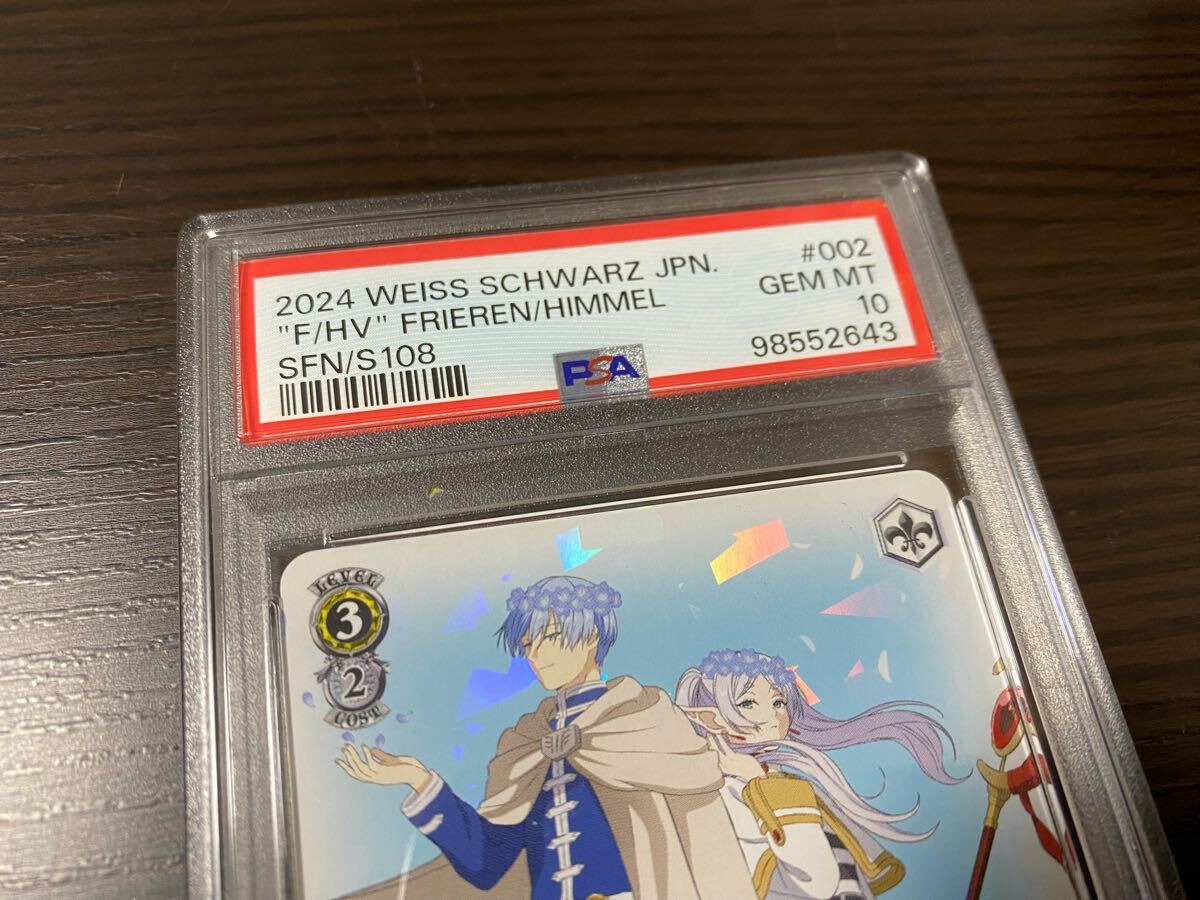 2024 WEISS SCHWARZ JPN. #002
"F/HV" FRIEREN/HIMMEL GEM MT
SFN/S108 10
PSA 98552643
LEVEL
3
2
COST